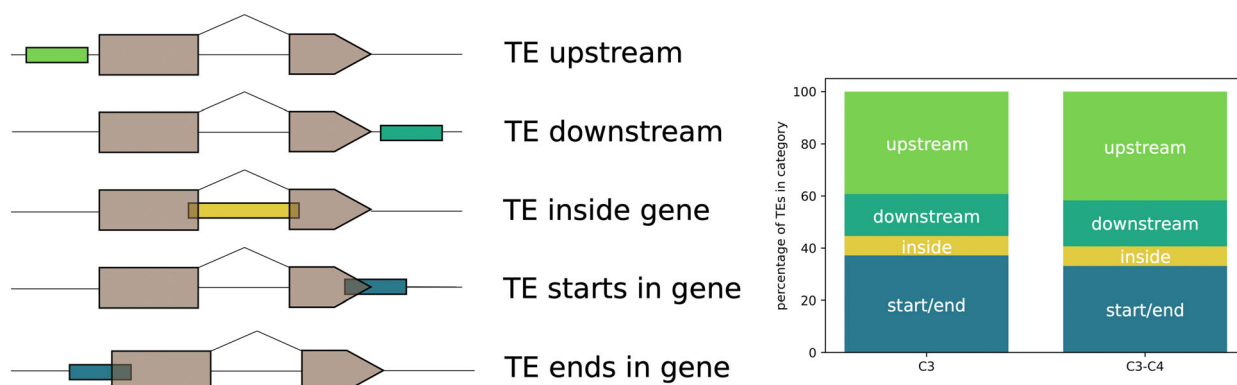 TE upstream
TE downstream
TE inside gene
TE starts in gene
TE ends in gene
percentage of TEs in category
100
80
60
40
20
0
upstream
downstream
inside
start/end
upstream
downstream
inside
start/end
C3
C3-C4